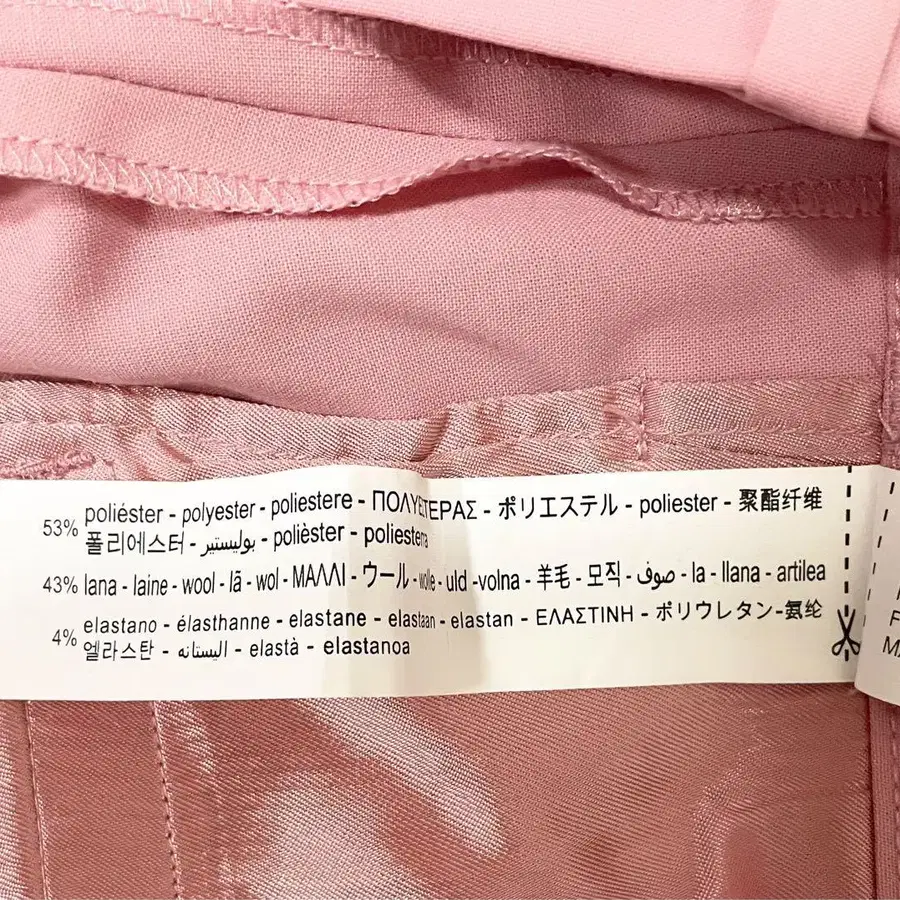 53% poliéster - polyester - poliestere - ΠΟΛΥΕΣΤΕΡΑΣ - ポリエステル - poliester - 聚酯纤维
폴리에스터 - بوليستير - polièster - poliesterra
43% lana - laine - wool - lã - wol - ΜΑΛΛΙ - ウール - wolle - uld -volna - 羊毛 - 모직 - صوف - la - llana - artilea
4% elastano - élasthanne - elastane - elastaan - elastan - ΕΛΑΣΤΙΝΗ - ポリウレタン-氨纶
엘라스탄 - اليستانه - elastà - elastanoa